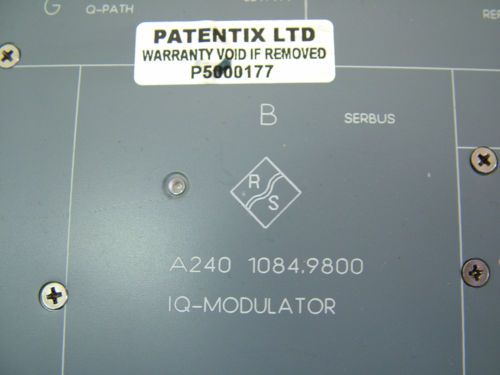 G Q-PATH
PATENTIX LTD
WARRANTY VOID IF REMOVED
P5000177
B SERBUS
R
S
A240 1084.9800
IQ-MODULATOR